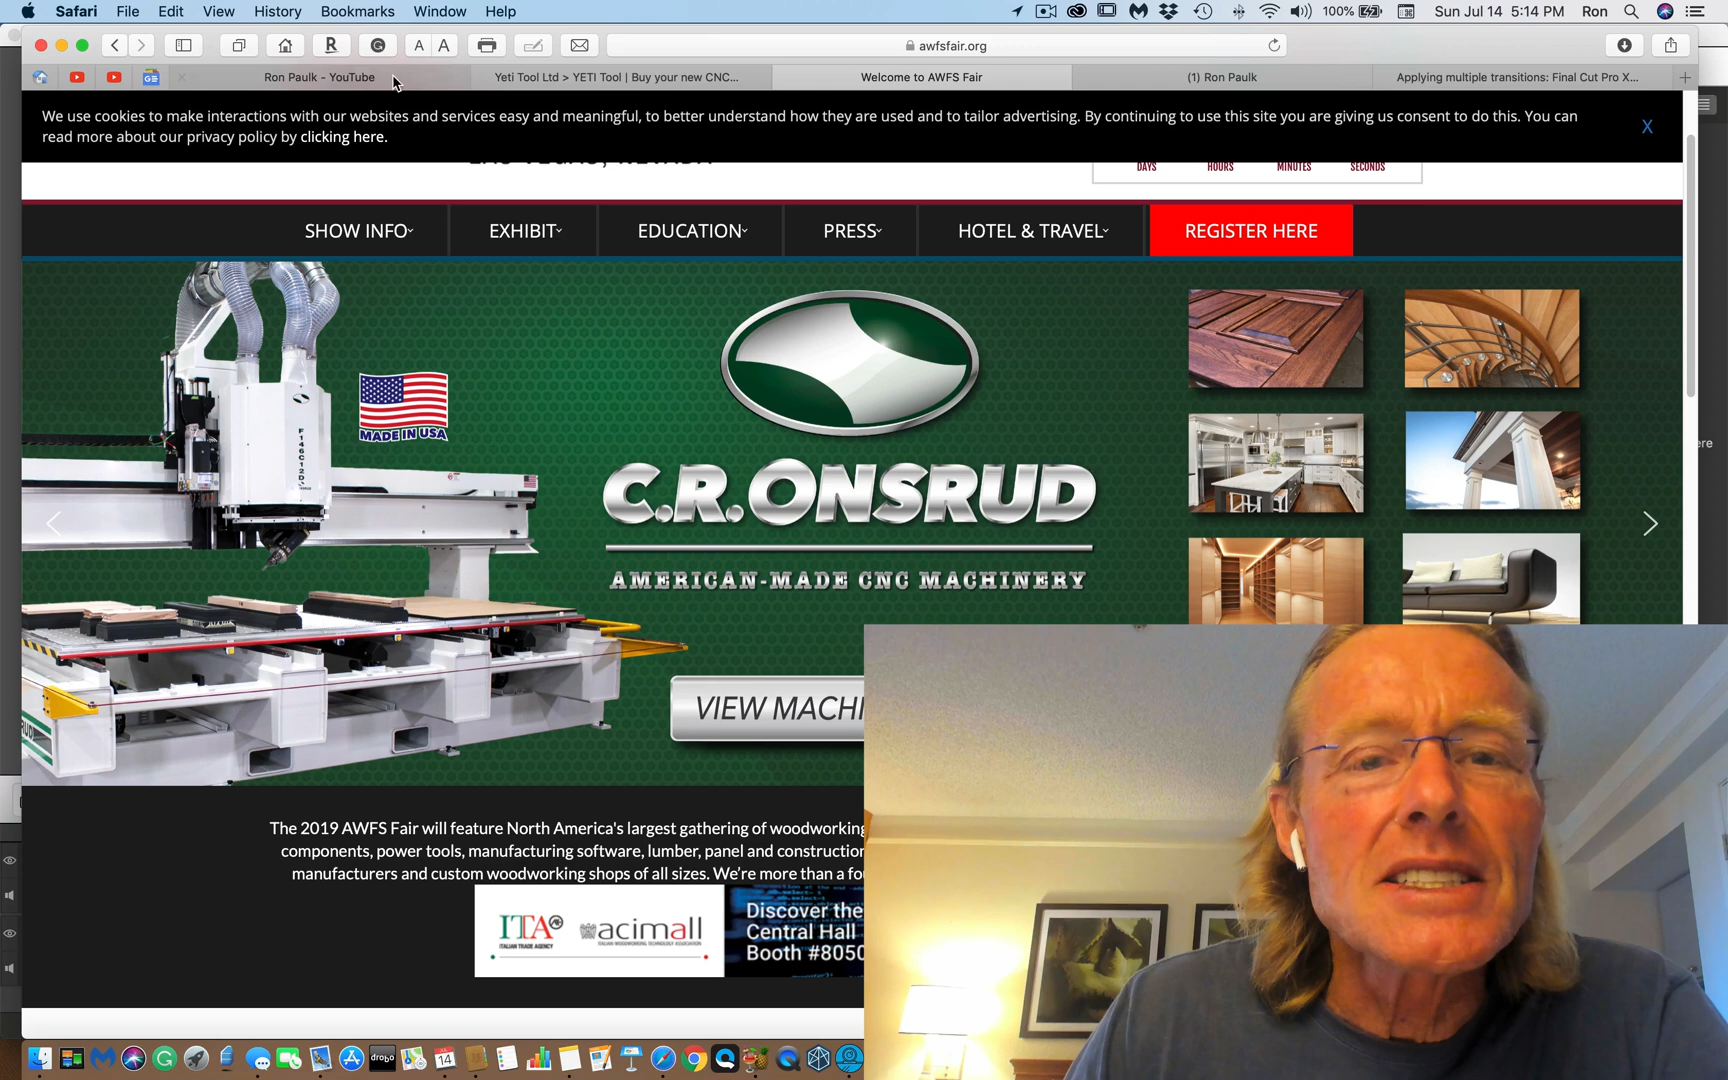 Safari File Edit View History Bookmarks Window Help 100% Sun Jul 14 5:14 PM Ron
A A awfsfair.org
Ron Paulk - YouTube Yeti Tool Ltd > YETI Tool | Buy your new CNC... Welcome to AWFS Fair (1) Ron Paulk Applying multiple transitions: Final Cut Pro X...
We use cookies to make interactions with our websites and services easy and meaningful, to better understand how they are used and to tailor advertising. By continuing to use this site you are giving us consent to do this. You can
read more about our privacy policy by clicking here.
X
DAYS HOURS MINUTES SECONDS
SHOW INFO EXHIBIT EDUCATION PRESS HOTEL & TRAVEL REGISTER HERE
MADE IN USA
F146C12D
C.R.ONSRUD
AMERICAN-MADE CNC MACHINERY
VIEW MACHI
The 2019 AWFS Fair will feature North America's largest gathering of woodworking
components, power tools, manufacturing software, lumber, panel and construction
manufacturers and custom woodworking shops of all sizes. We're more than a fo
ITA acimall
ITALIAN TRADE AGENCY
Discover the
Central Hall
Booth #8050
drobo
14